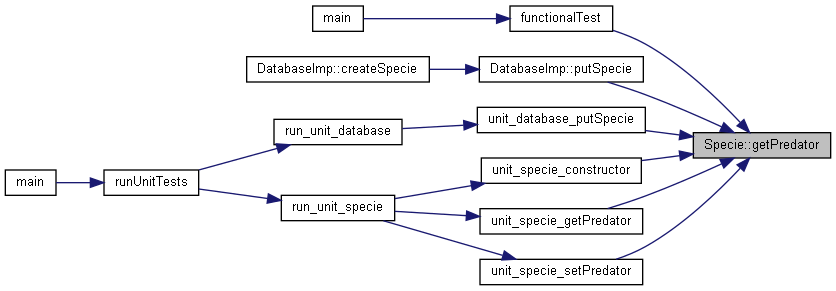 main
functionalTest
DatabaseImp::createSpecie
DatabaseImp::putSpecie
run_unit_database
unit_database_putSpecie
Specie::getPredator
main
runUnitTests
run_unit_specie
unit_specie_constructor
unit_specie_getPredator
unit_specie_setPredator